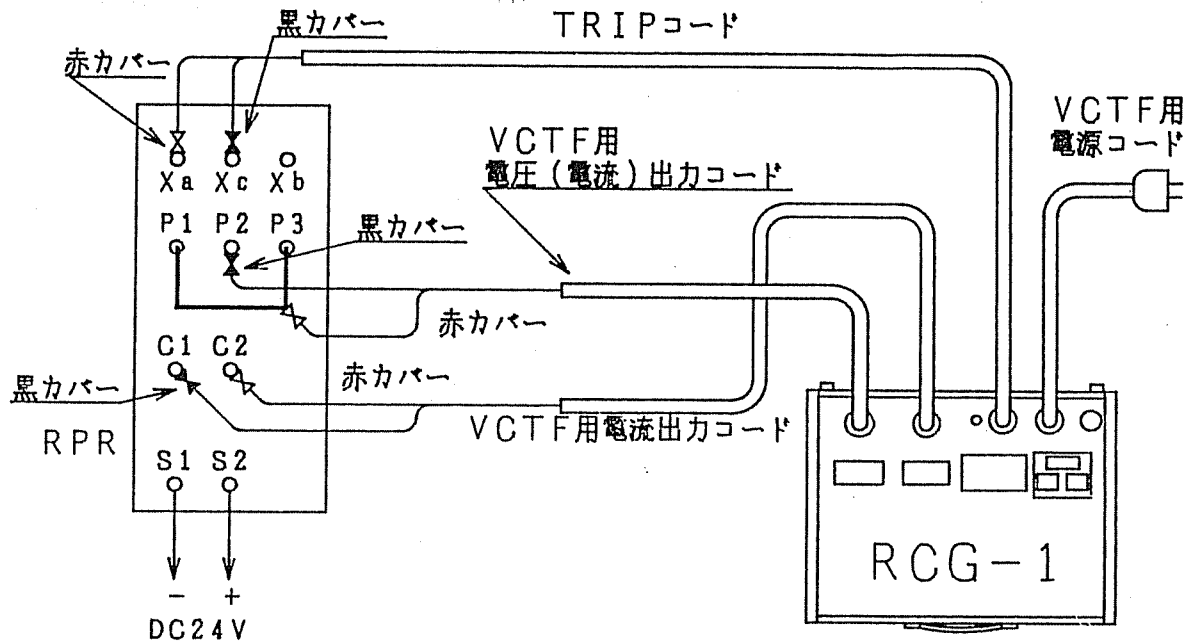 黒カバー
TRIPコード
赤カバー
VCTF用
電源コード
VCTF用
電圧(電流)出力コード
Xa Xc Xb
P1 P2 P3
黒カバー
赤カバー
C1 C2
赤カバー
黒カバー
VCTF用電流出力コード
RPR
S1 S2
RCG-1
- +
DC24V